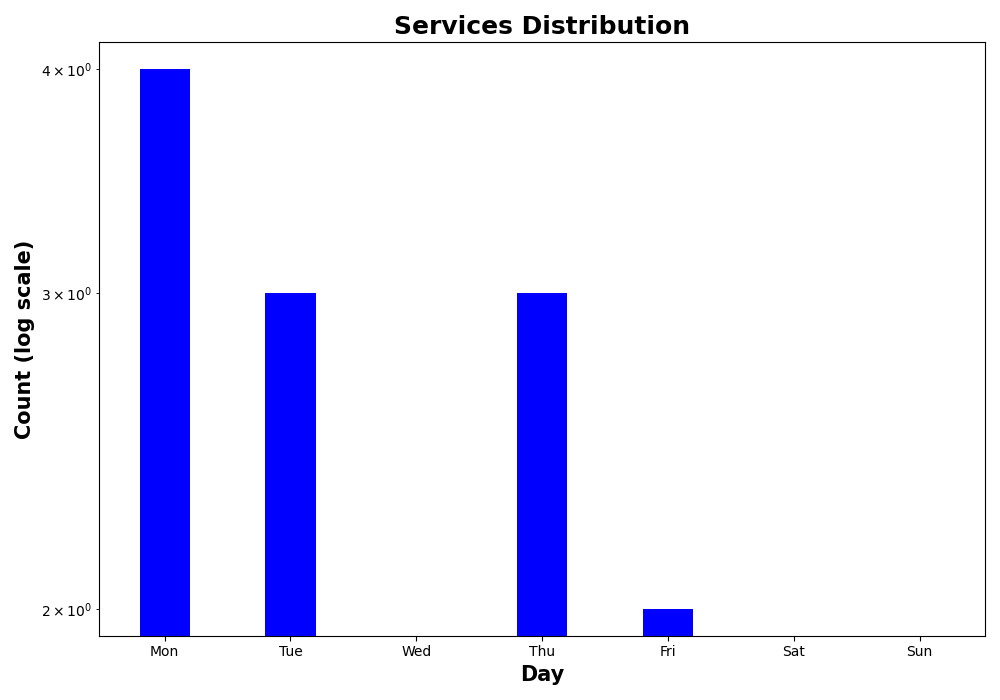 Services Distribution
4 × 10⁰
3 × 10⁰
2 × 10⁰
Count (log scale)
Mon Tue Wed Thu Fri Sat Sun
Day